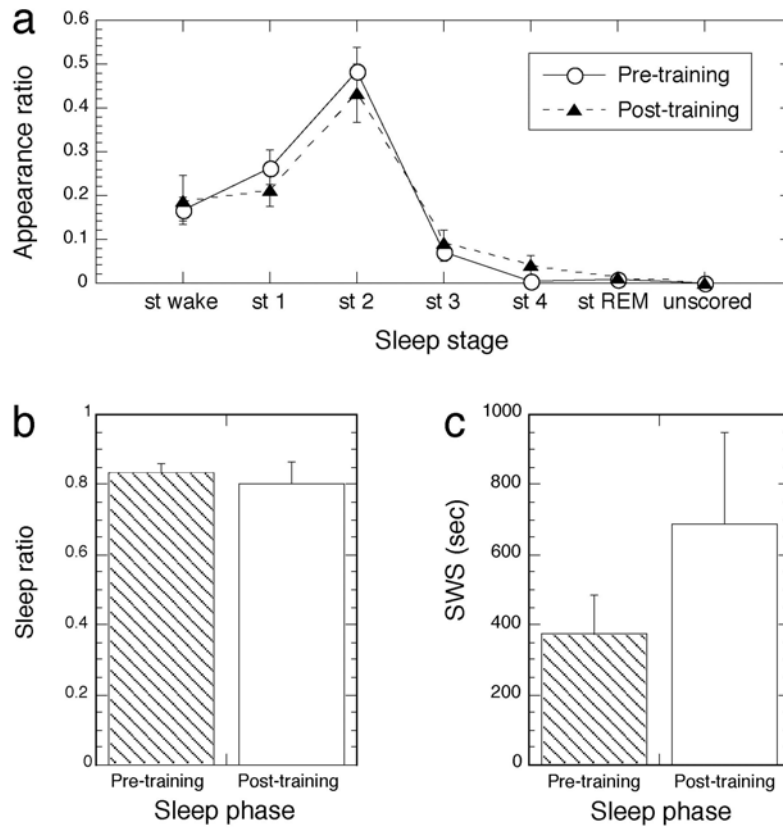 a
Appearance ratio
0.6
0.5
0.4
0.3
0.2
0.1
0
Pre-training
Post-training
st wake st 1 st 2 st 3 st 4 st REM unscored
Sleep stage
b
Sleep ratio
1
0.8
0.6
0.4
0.2
0
Pre-training Post-training
Sleep phase
c
SWS (sec)
1000
800
600
400
200
0
Pre-training Post-training
Sleep phase